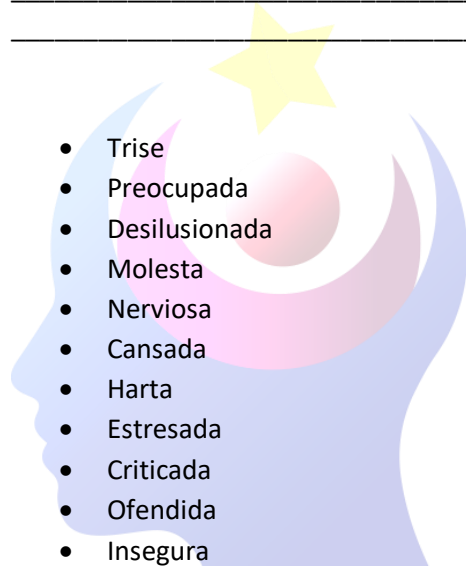 • Trise
• Preocupada
• Desilusionada
• Molesta
• Nerviosa
• Cansada
• Harta
• Estresada
• Criticada
• Ofendida
• Insegura